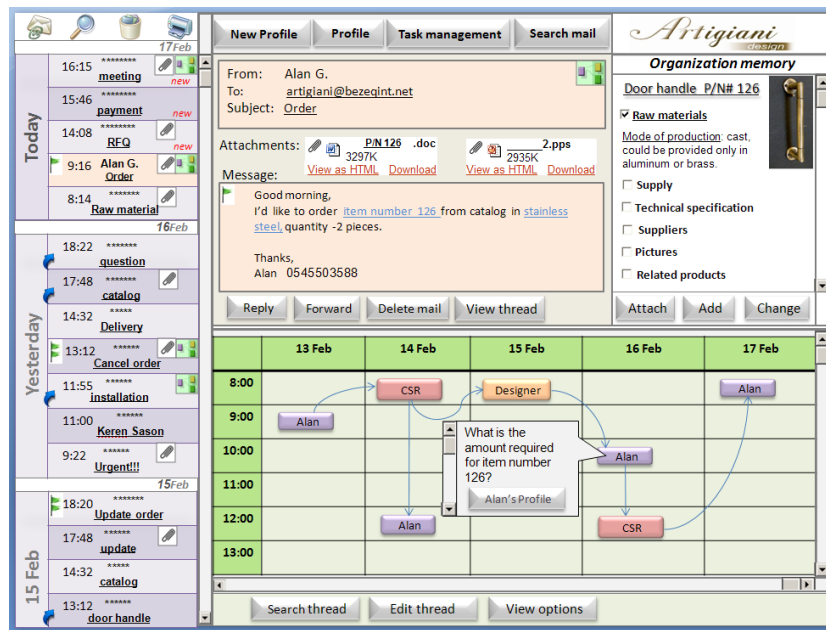 17Feb
Today
16:15 ********
meeting
new
15:46 ********
payment
new
14:08 *******
RFQ
new
9:16 Alan G.
Order
8:14 *******
Raw material
16Feb
Yesterday
18:22 *******
question
17:48 *******
catalog
14:32 *****
Delivery
13:12 ******
Cancel order
11:55 ******
installation
11:00 ******
Keren Sason
9:22 ******
Urgent!!!
15Feb
15 Feb
18:20 *******
Update order
17:48 ******
update
14:32 *****
catalog
13:12 ******
door handle
New Profile Profile Task management Search mail
From: Alan G.
To: artigiani@bezeqint.net
Subject: Order
Attachments: P/N 126 .doc
3297K
View as HTML Download
_____2.pps
2935K
View as HTML Download
Message:
Good morning,
I'd like to order item number 126 from catalog in stainless
steel, quantity -2 pieces.
Thanks,
Alan 0545503588
Reply Forward Delete mail View thread
Artigiani
design
Organization memory
Door handle P/N# 126
Raw materials
Mode of production: cast,
could be provided only in
aluminum or brass.
Supply
Technical specification
Suppliers
Pictures
Related products
Attach Add Change
13 Feb 14 Feb 15 Feb 16 Feb 17 Feb
8:00 CSR Designer Alan
9:00 Alan
What is the
amount required
for item number
126?
Alan's Profile
10:00 Alan
11:00
12:00 Alan CSR
13:00
Search thread Edit thread View options